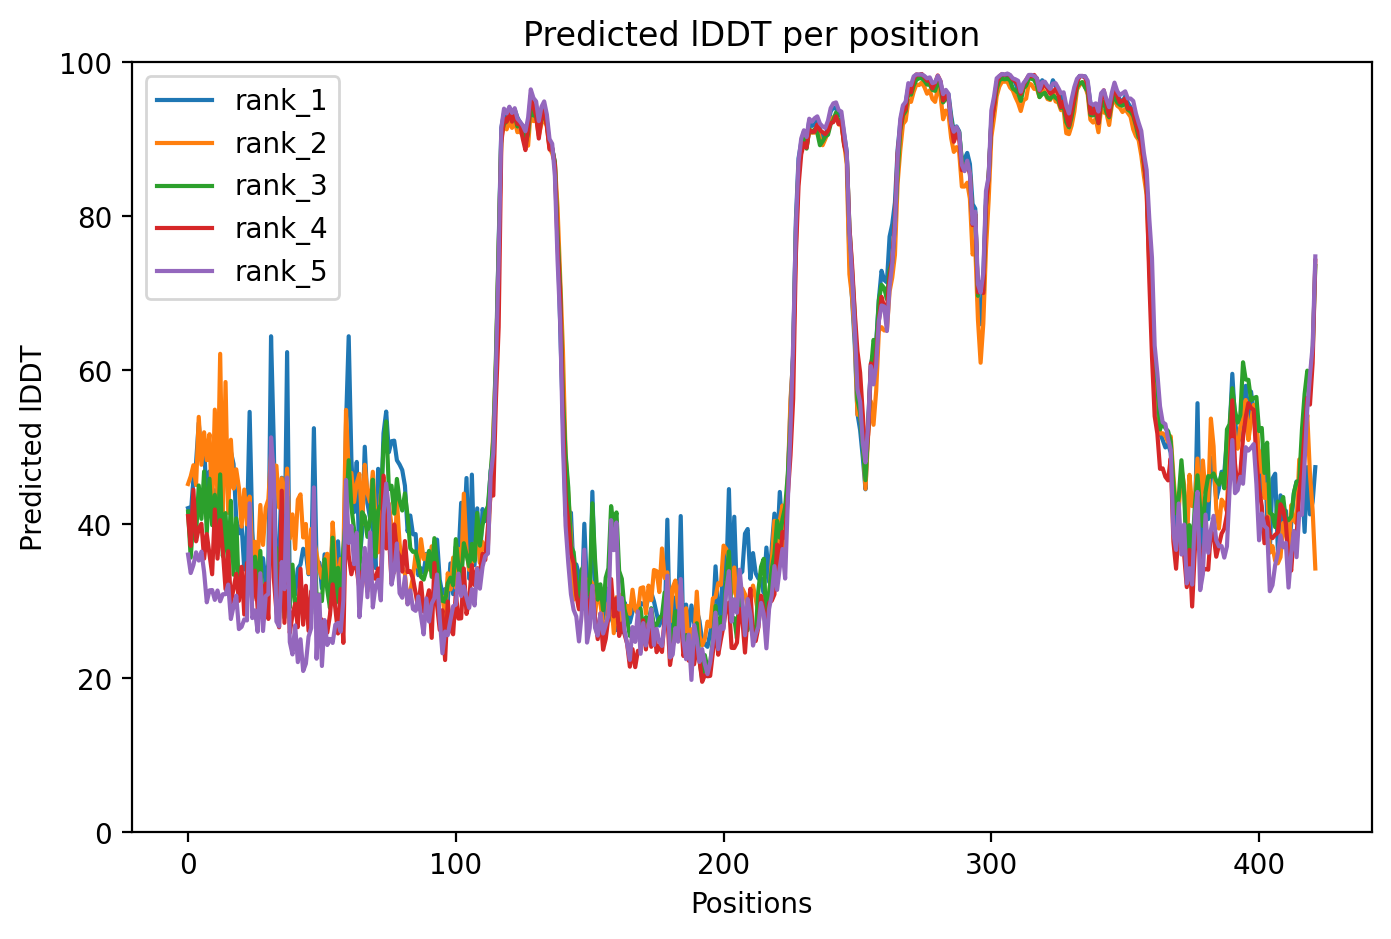 Predicted lDDT per position
rank_1
rank_2
rank_3
rank_4
rank_5
Predicted lDDT
100
80
60
40
20
0
0 100 200 300 400
Positions